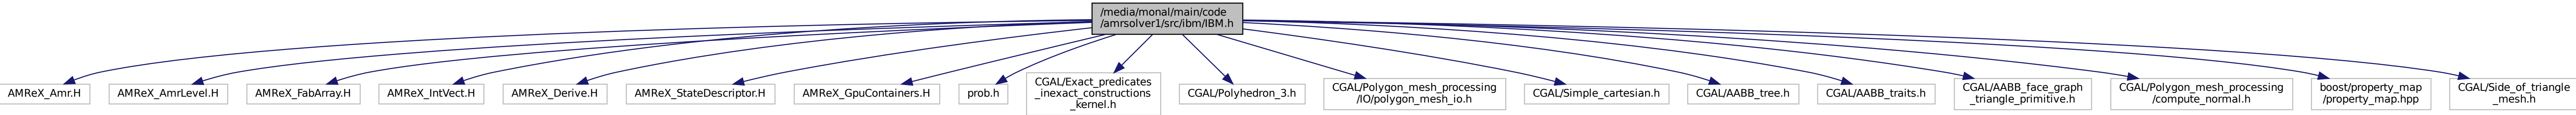 /media/monal/main/code
/amrsolver1/src/ibm/IBM.h
AMReX_Amr.H
AMReX_AmrLevel.H
AMReX_FabArray.H
AMReX_IntVect.H
AMReX_Derive.H
AMReX_StateDescriptor.H
AMReX_GpuContainers.H
prob.h
CGAL/Exact_predicates
_inexact_constructions
_kernel.h
CGAL/Polyhedron_3.h
CGAL/Polygon_mesh_processing
/IO/polygon_mesh_io.h
CGAL/Simple_cartesian.h
CGAL/AABB_tree.h
CGAL/AABB_traits.h
CGAL/AABB_face_graph
_triangle_primitive.h
CGAL/Polygon_mesh_processing
/compute_normal.h
boost/property_map
/property_map.hpp
CGAL/Side_of_triangle
_mesh.h